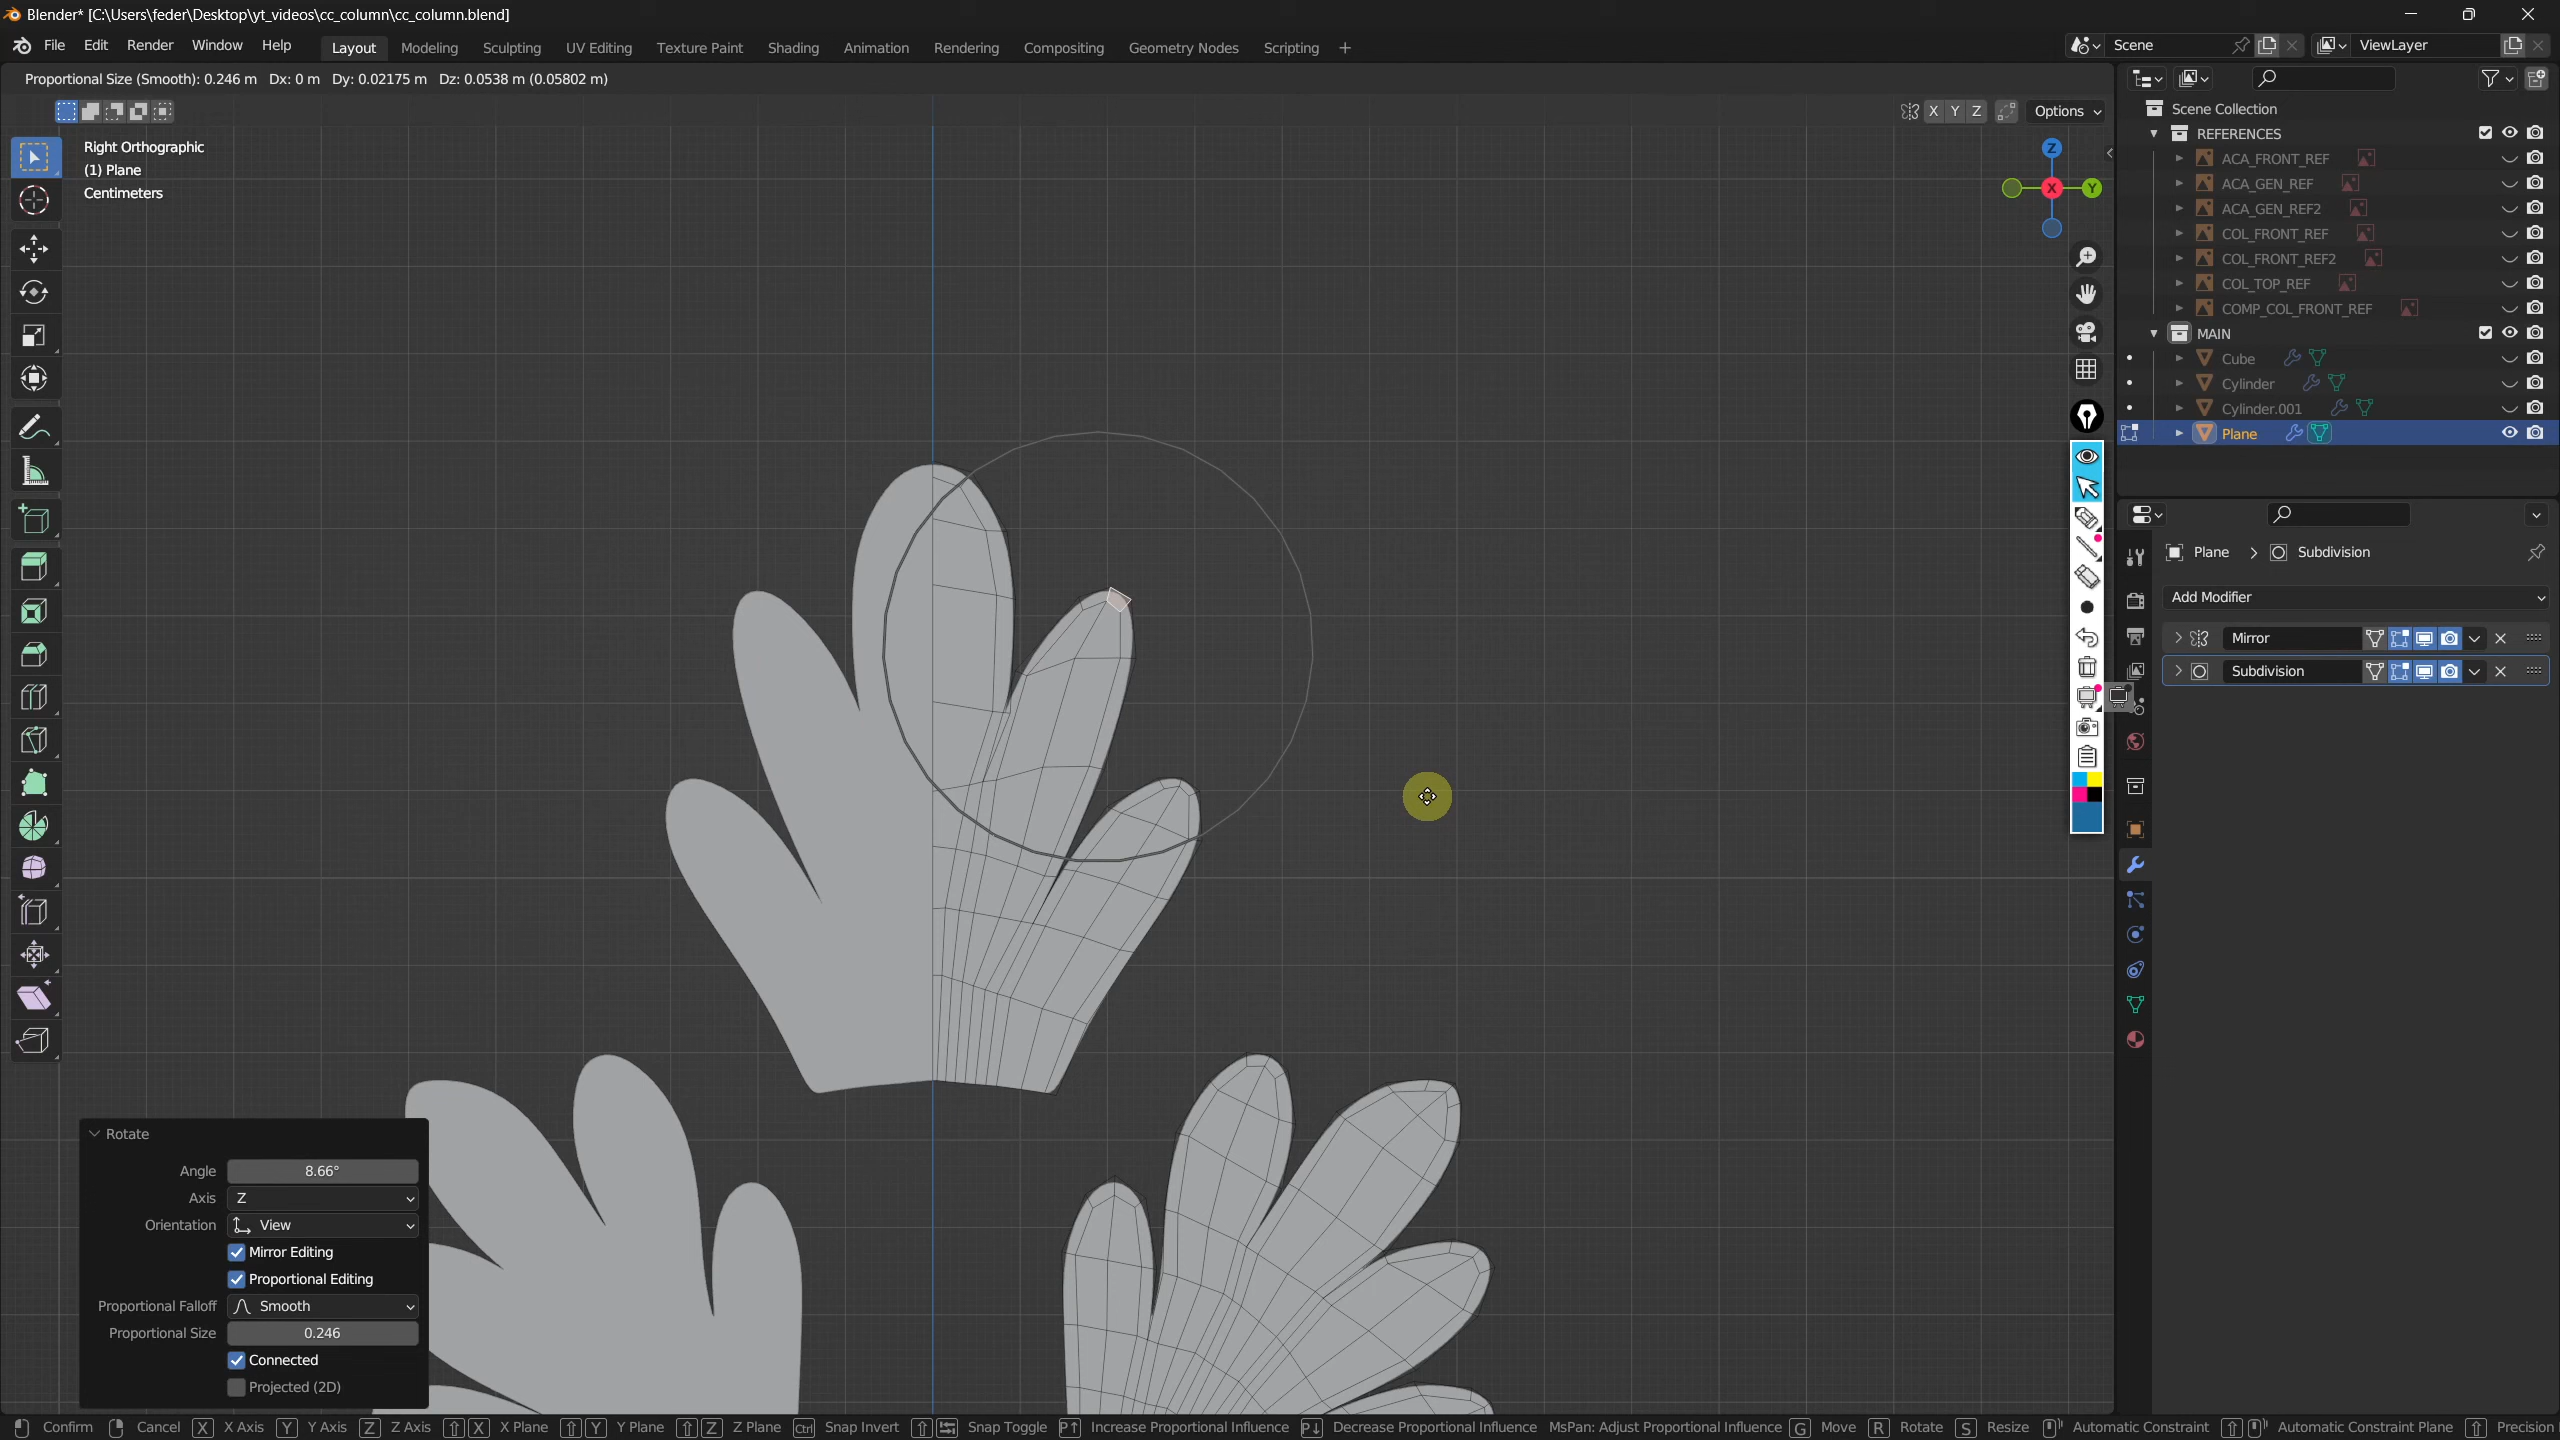 Blender* [C:\Users\feder\Desktop\yt_videos\cc_column\cc_column.blend]
File Edit Render Window Help Layout Modeling Sculpting UV Editing Texture Paint Shading Animation Rendering Compositing Geometry Nodes Scripting + Scene ViewLayer
Proportional Size (Smooth): 0.246 m Dx: 0 m Dy: 0.02175 m Dz: 0.0538 m (0.05802 m)
X Y Z Options
Right Orthographic
(1) Plane
Centimeters
Z
X
Y
Scene Collection
REFERENCES
ACA_FRONT_REF
ACA_GEN_REF
ACA_GEN_REF2
COL_FRONT_REF
COL_FRONT_REF2
COL_TOP_REF
COMP_COL_FRONT_REF
MAIN
Cube
Cylinder
Cylinder.001
Plane
Plane > Subdivision
Add Modifier
Mirror
Subdivision
Rotate
Angle 8.66°
Axis Z
Orientation View
Mirror Editing
Proportional Editing
Proportional Falloff Smooth
Proportional Size 0.246
Connected
Projected (2D)
Confirm Cancel X X Axis Y Y Axis Z Z Axis X X Plane Y Y Plane Z Z Plane Ctrl Snap Invert Snap Toggle P↑ Increase Proportional Influence P↓ Decrease Proportional Influence MsPan: Adjust Proportional Influence G Move R Rotate S Resize Automatic Constraint Automatic Constraint Plane Precision